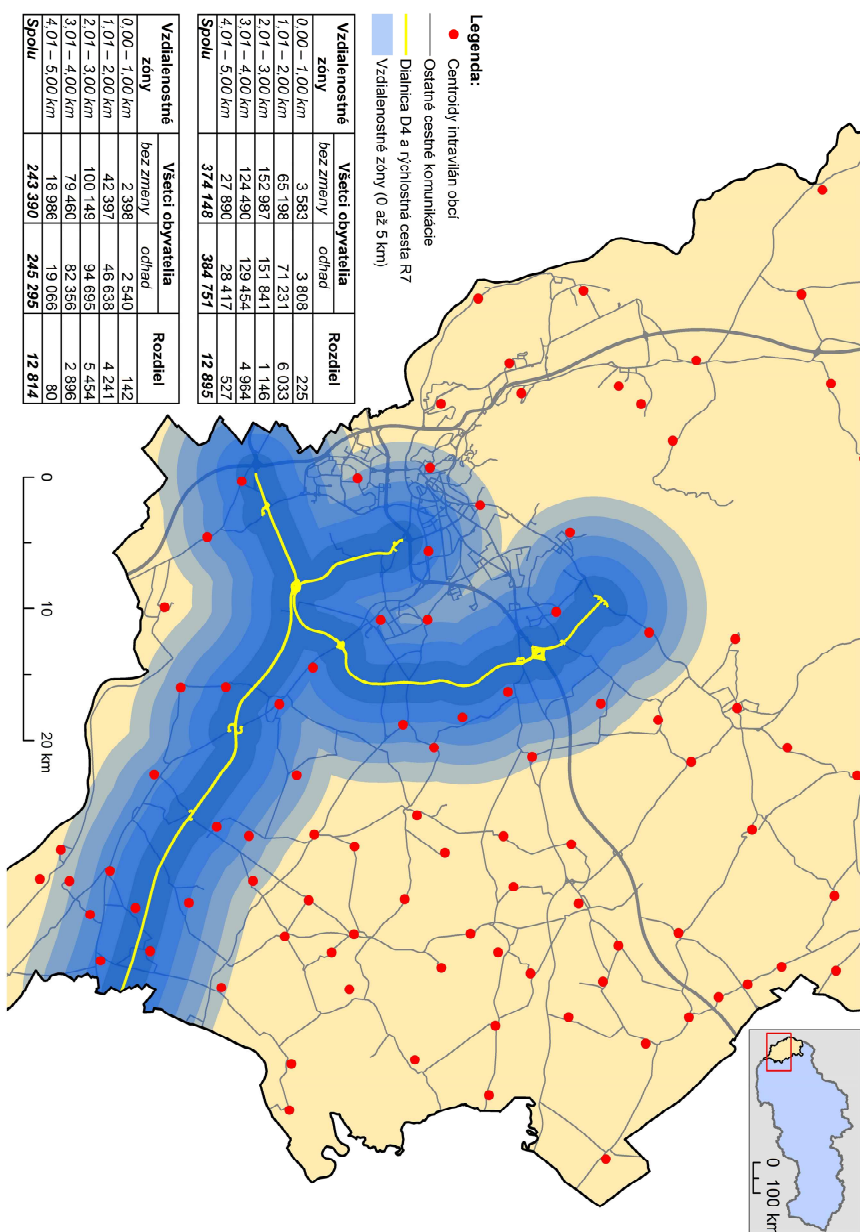 Legenda:
Centroidy intravilán obcí
Ostatné cestné komunikácie
Dialnica D4 a rýchlostná cesta R7
Vzdialenostné zóny (0 až 5 km)
Vzdialenostné zóny Všetci obyvatelia Rozdiel
bez zmeny odhad
0,00 – 1,00 km 3 583 3 808 225
1,01 – 2,00 km 65 198 71 231 6 033
2,01 – 3,00 km 152 987 151 841 1 146
3,01 – 4,00 km 124 490 129 454 4 964
4,01 – 5,00 km 27 890 28 417 527
Spolu 374 148 384 751 12 895
Vzdialenostné zóny Všetci obyvatelia Rozdiel
bez zmeny odhad
0,00 – 1,00 km 2 398 2 540 142
1,01 – 2,00 km 42 397 46 638 4 241
2,01 – 3,00 km 100 149 94 695 5 454
3,01 – 4,00 km 79 460 82 356 2 896
4,01 – 5,00 km 18 986 19 066 80
Spolu 243 390 245 295 12 814
0 10 20 km
0 100 km